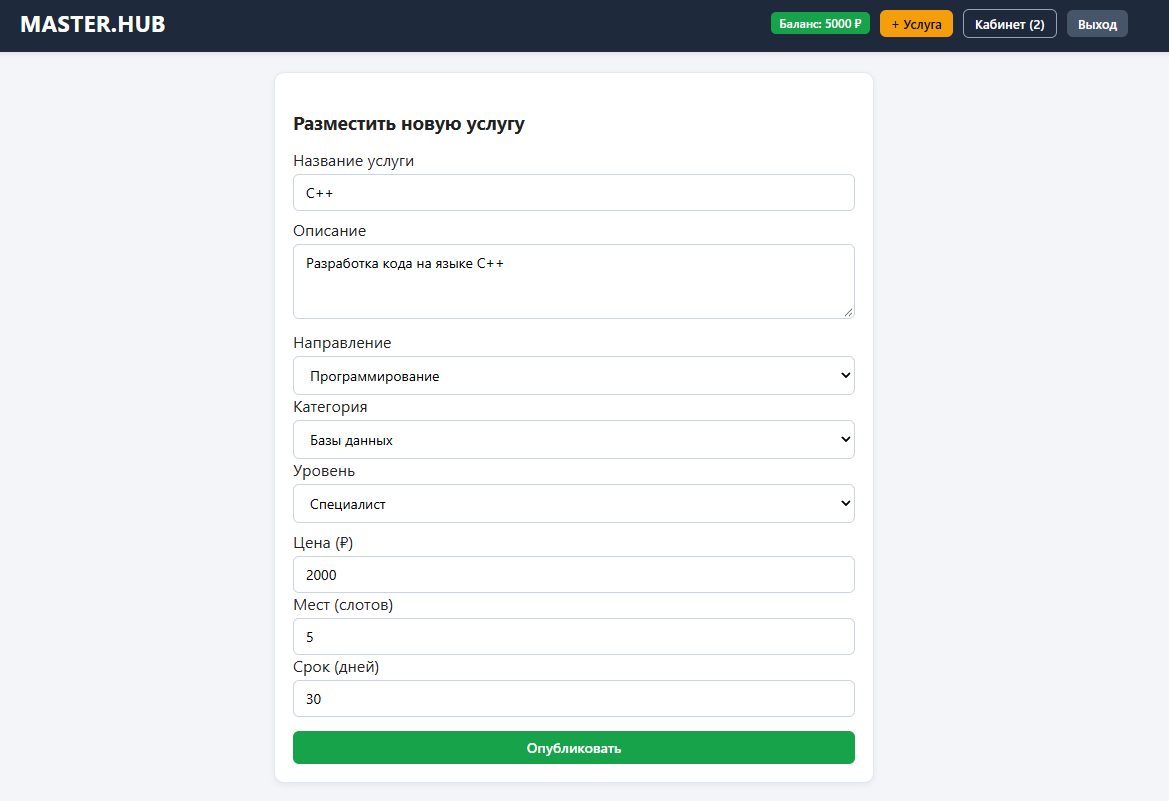 MASTER.HUB
Баланс: 5000 ₽
+ Услуга
Кабинет (2)
Выход
Разместить новую услугу
Название услуги
C++
Описание
Разработка кода на языке C++
Направление
Программирование
Категория
Базы данных
Уровень
Специалист
Цена (₽)
2000
Мест (слотов)
5
Срок (дней)
30
Опубликовать